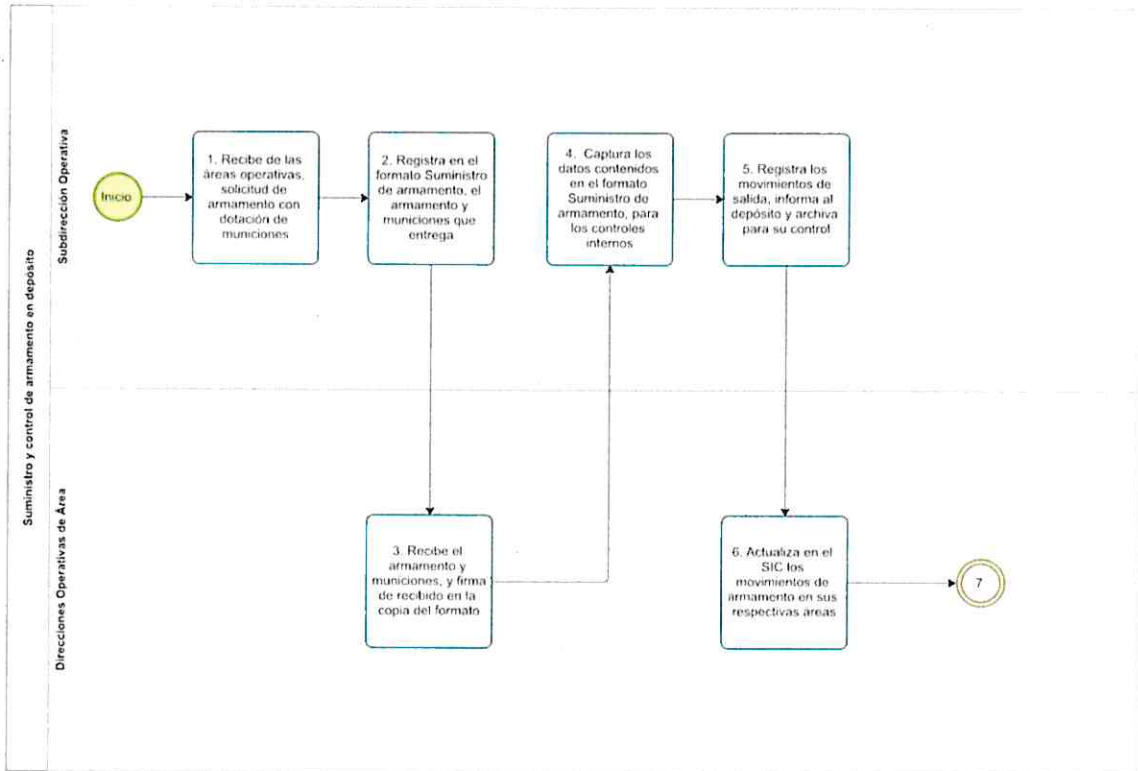 Suministro y control de armamento en depósito
Subdirección Operativa
Inicio
1. Recibe de las
áreas operativas,
solicitud de
armamento con
dotación de
municiones
2. Registra en el
formato Suministro
de armamento, el
armamento y
municiones que
entrega
4. Captura los
datos contenidos
en el formato
Suministro de
armamento, para
los controles
internos
5. Registra los
movimientos de
salida, informa al
depósito y archiva
para su control
Direcciones Operativas de Área
3. Recibe el
armamento y
municiones, y firma
de recibido en la
copia del formato
6. Actualiza en el
SIC los
movimientos de
armamento en sus
respectivas áreas
7